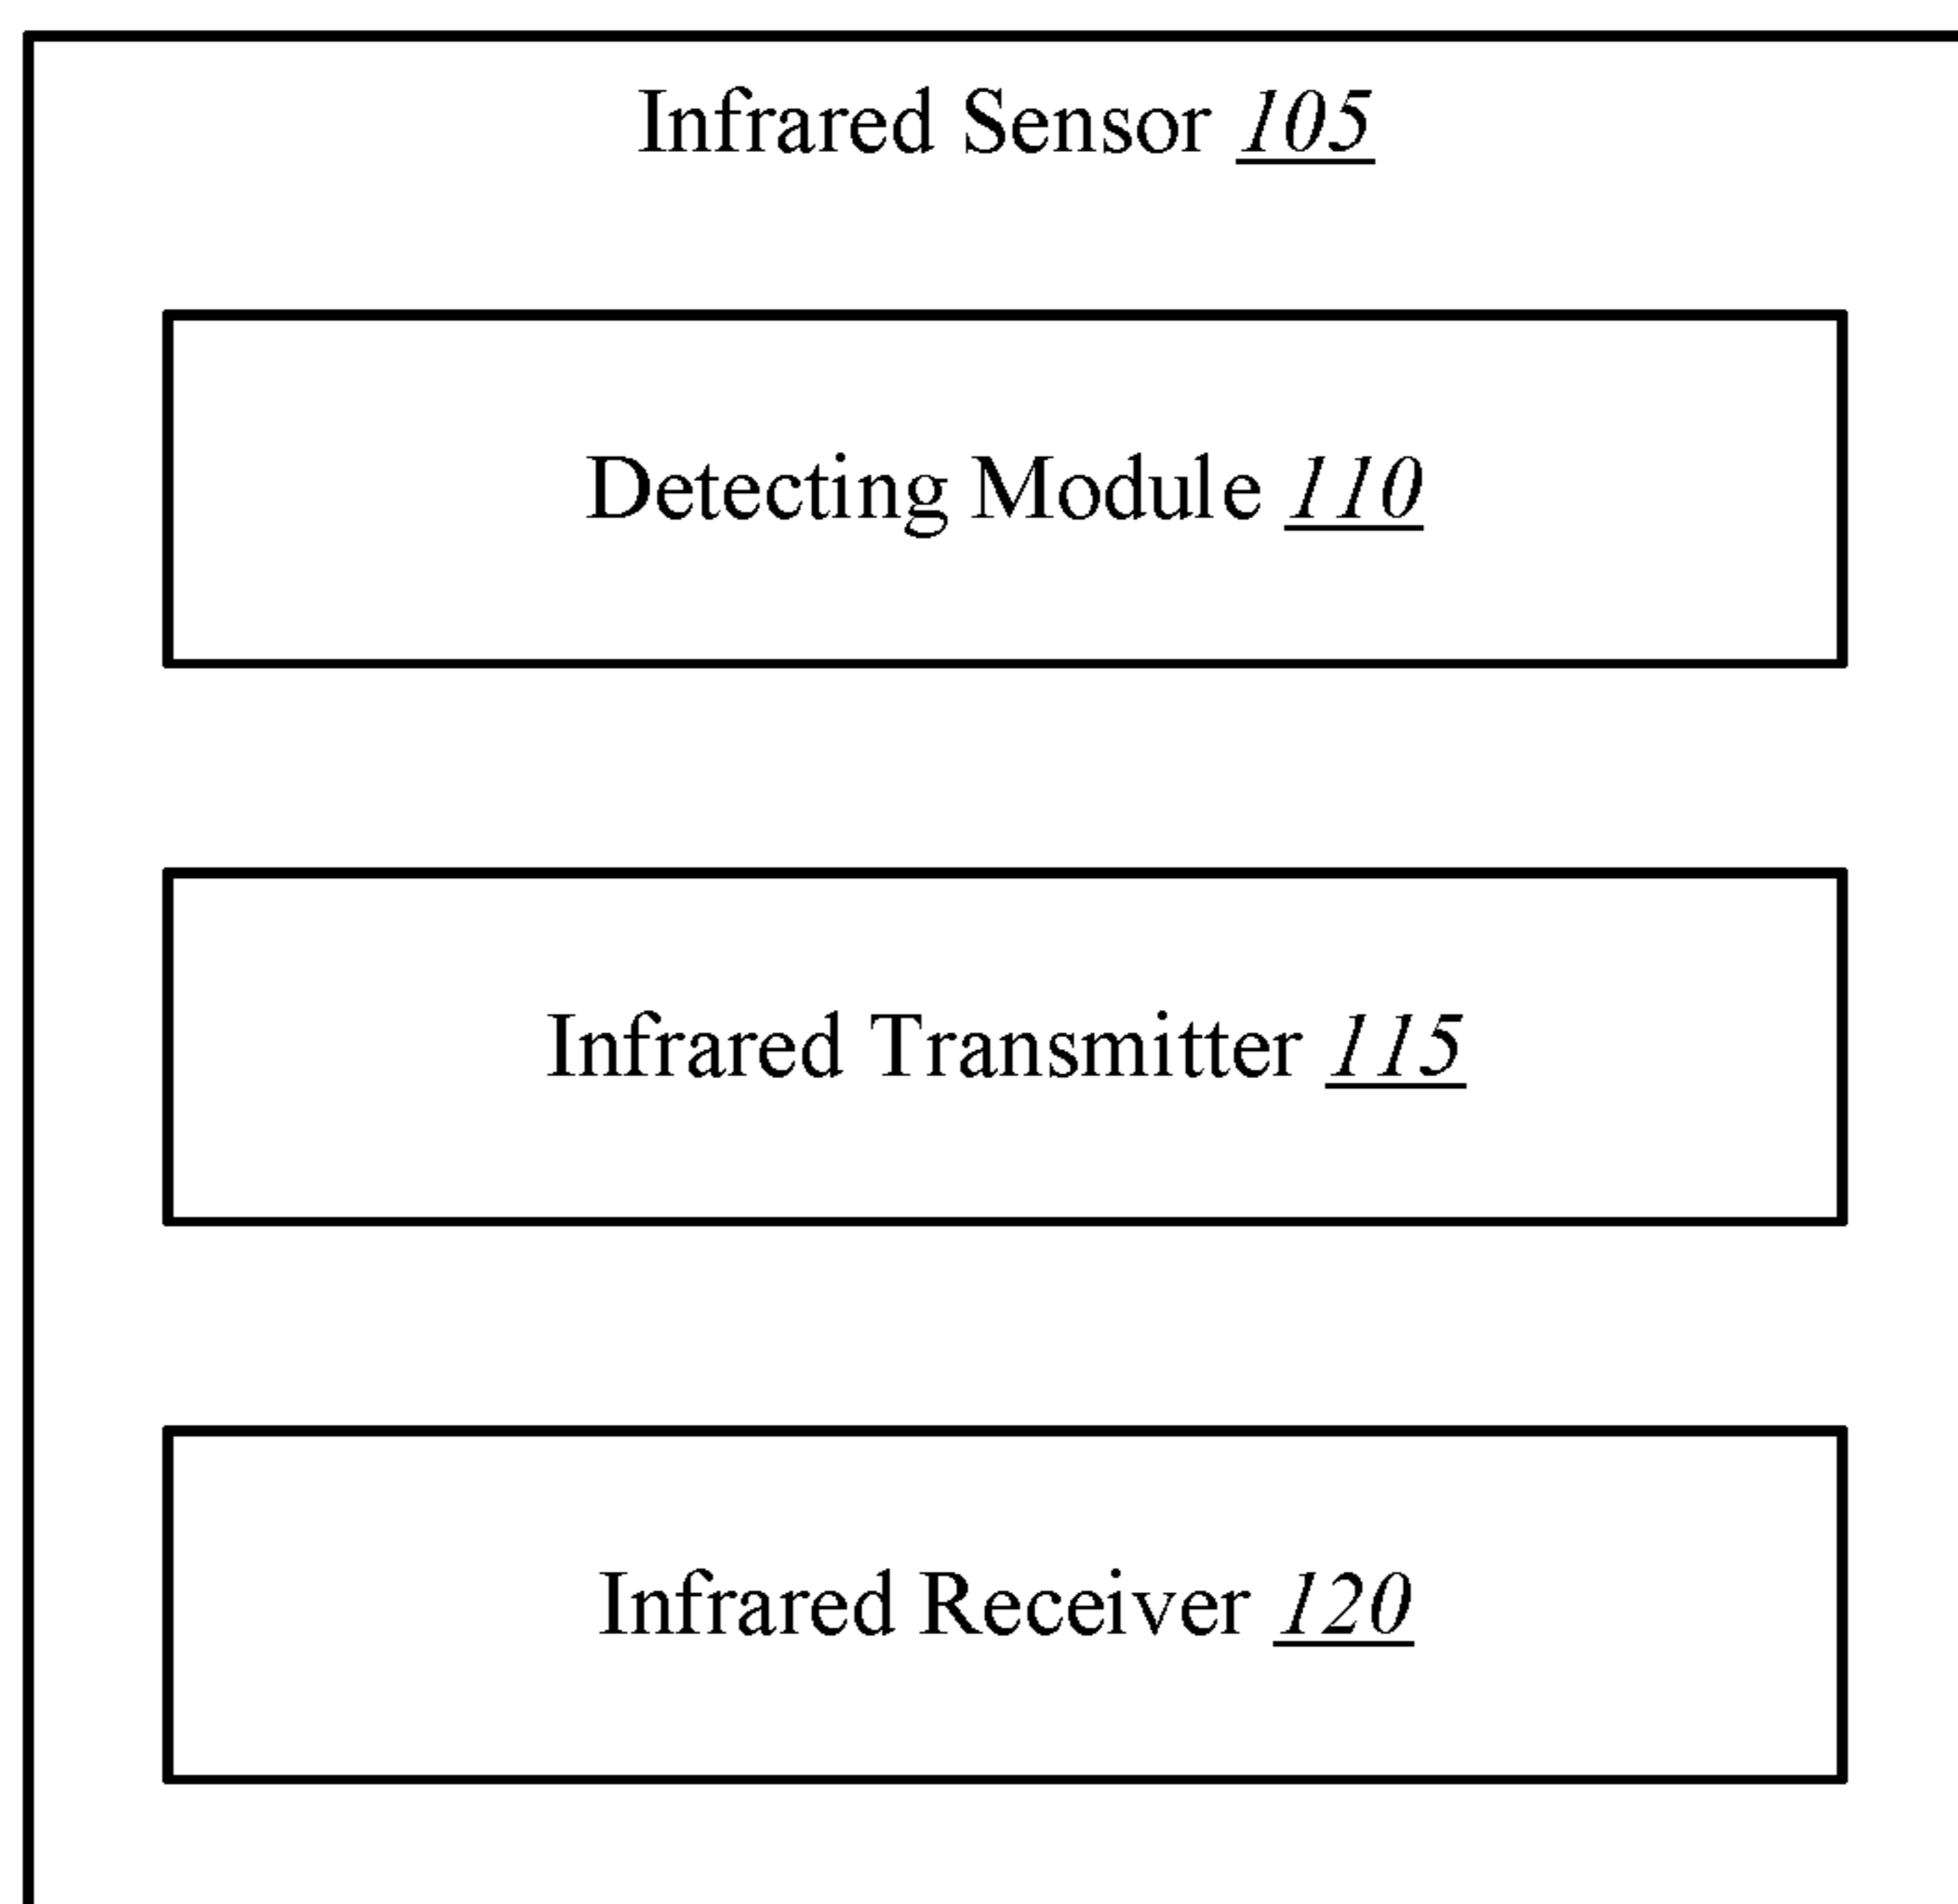 Infrared Sensor 105
Detecting Module 110
Infrared Transmitter 115
Infrared Receiver 120